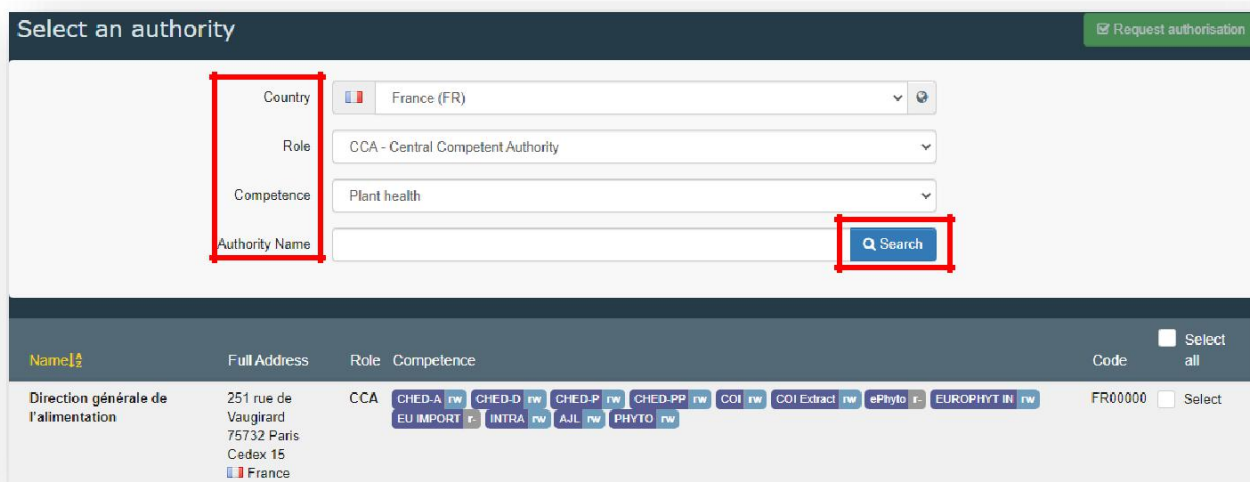 Select an authority
Request authorisation
Country France (FR)
Role CCA - Central Competent Authority
Competence Plant health
Authority Name Search
Name Full Address Role Competence Code Select all
Direction générale de l'alimentation
251 rue de
Vaugirard
75732 Paris
Cedex 15
France
CCA
CHED-A rw CHED-D rw CHED-P rw CHED-PP rw COI rw COI Extract rw ePhyto r- EUROPHYT IN rw
EU IMPORT r- INTRA rw AJL rw PHYTO rw
FR00000 Select